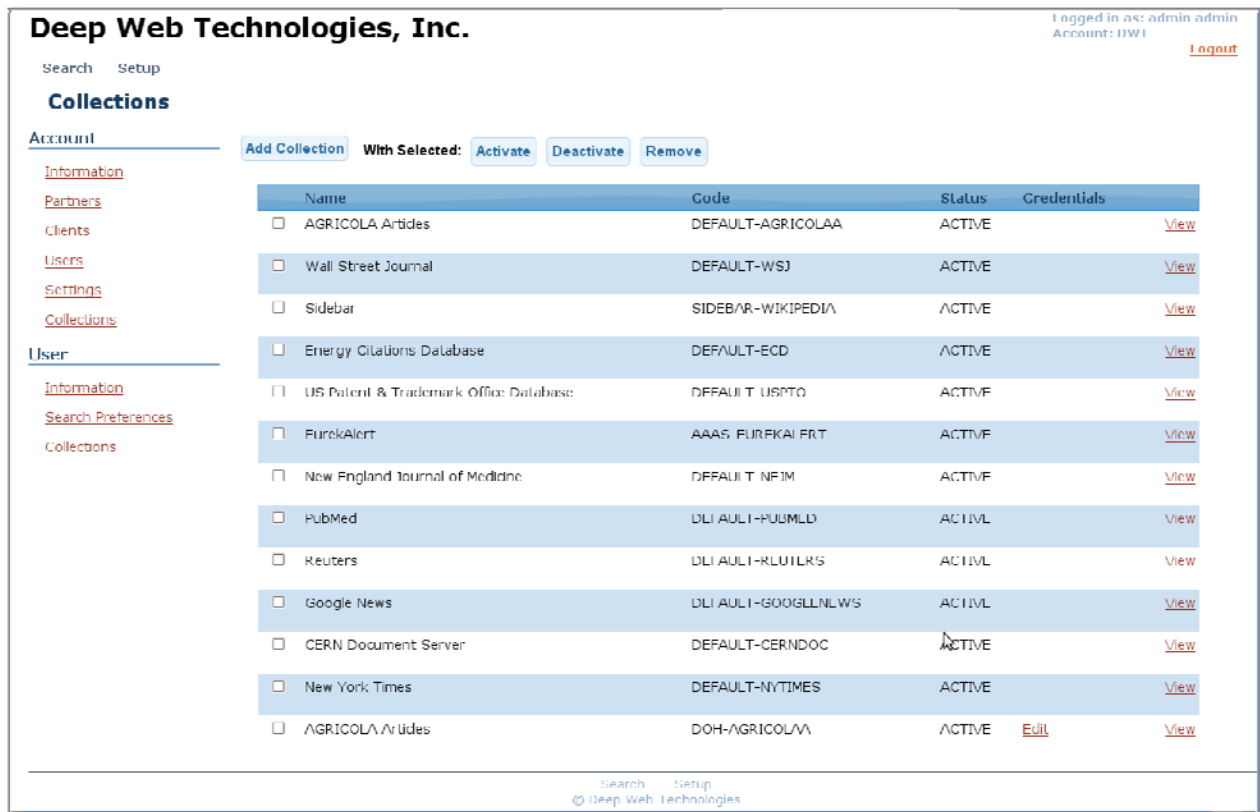 Deep Web Technologies, Inc.
Logged in as: admin admin
Account: DWT
Logout
Search Setup
Collections
Account
Information
Partners
Clients
Users
Settings
Collections
User
Information
Search Preferences
Collections
Add Collection With Selected: Activate Deactivate Remove
Name Code Status Credentials
AGRICOLA Articles DEFAULT-AGRICOLAA ACTIVE View
Wall Street Journal DEFAULT-WSJ ACTIVE View
Sidebar SIDEBAR-WIKIPEDIA ACTIVE View
Energy Citations Database DEFAULT-ECD ACTIVE View
US Patent & Trademark Office Database DEFAULT-USPTO ACTIVE View
EurekAlert AAAS-EUREKALERT ACTIVE View
New England Journal of Medicine DEFAULT-NEJM ACTIVE View
PubMed DEFAULT-PUBMED ACTIVE View
Reuters DEFAULT-REUTERS ACTIVE View
Google News DEFAULT-GOOGLENEWS ACTIVE View
CERN Document Server DEFAULT-CERNDOC ACTIVE View
New York Times DEFAULT-NYTIMES ACTIVE View
AGRICOLA Articles DOH-AGRICOLAA ACTIVE Edit View
Search Setup
© Deep Web Technologies